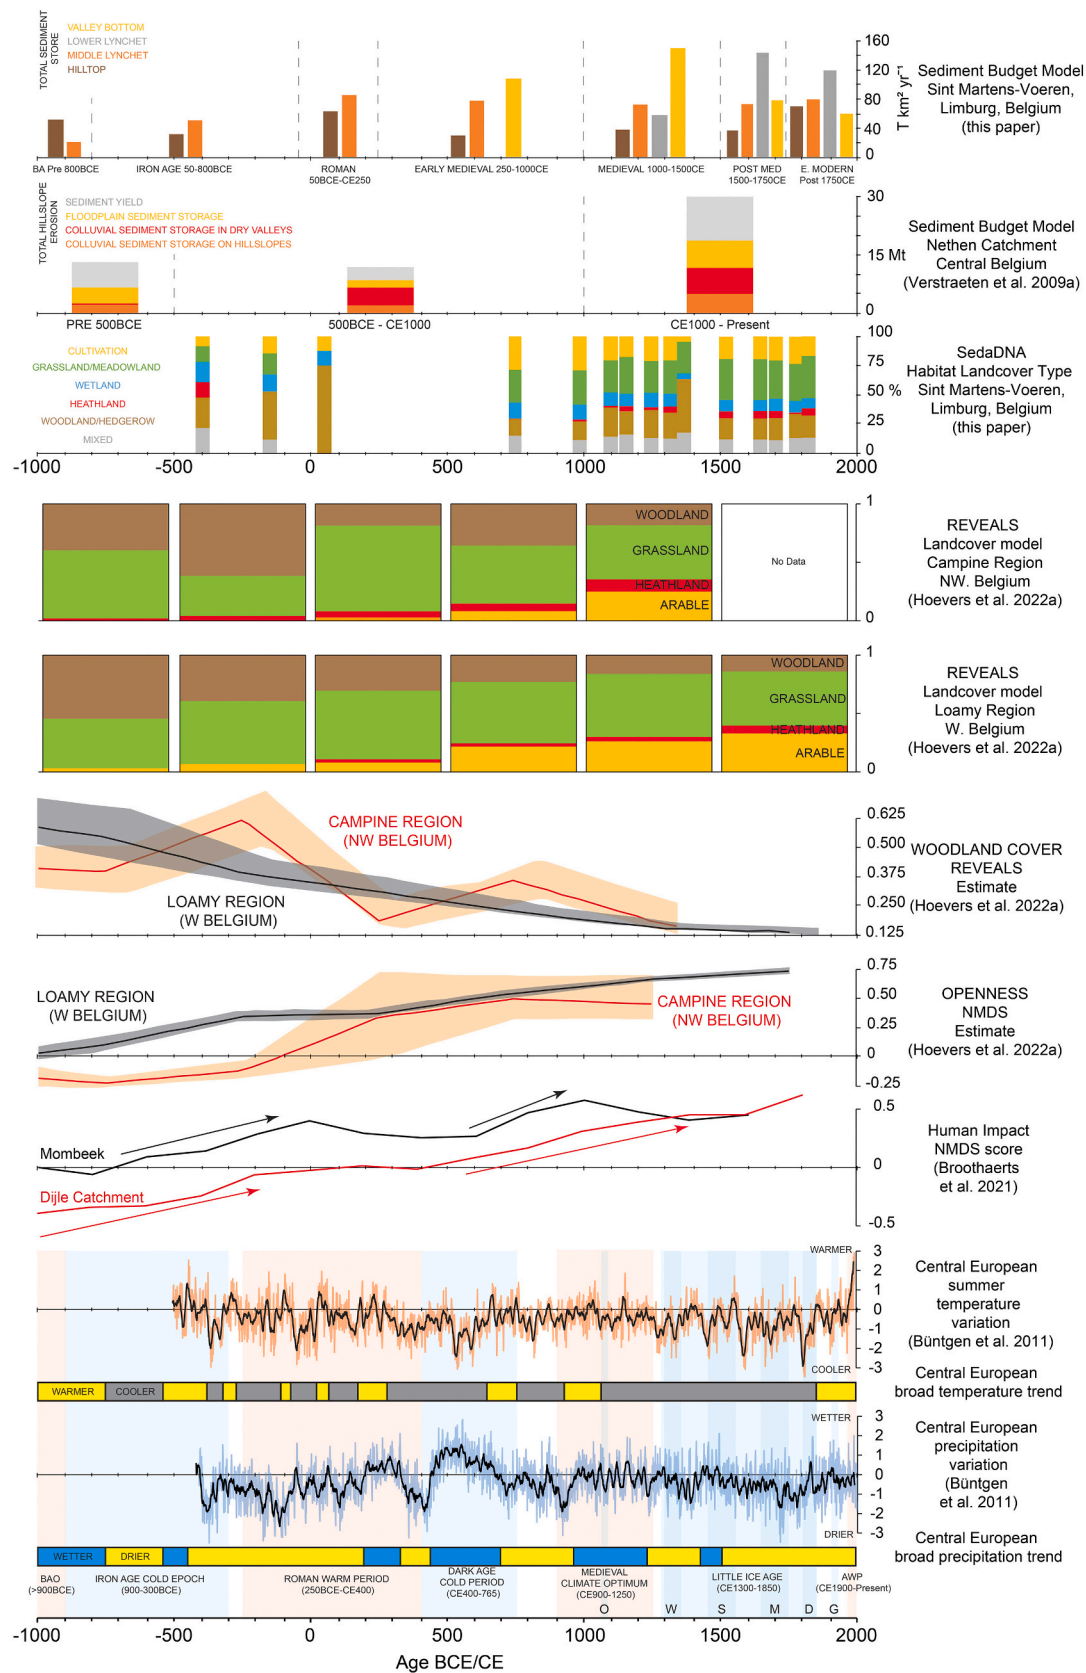 TOTAL SEDIMENT
STORE
VALLEY BOTTOM
LOWER LYNCHET
MIDDLE LYNCHET
HILLTOP
160
120
80
40
0
T km² yr⁻¹
Sediment Budget Model
Sint Martens-Voeren,
Limburg, Belgium
(this paper)
BA Pre 800BCE
IRON AGE 50-800BCE
ROMAN
50BCE-CE250
EARLY MEDIEVAL 250-1000CE
MEDIEVAL 1000-1500CE
POST MED
1500-1750CE
E. MODERN
Post 1750CE
TOTAL HILLSLOPE
EROSION
SEDIMENT YIELD
FLOODPLAIN SEDIMENT STORAGE
COLLUVIAL SEDIMENT STORAGE IN DRY VALLEYS
COLLUVIAL SEDIMENT STORAGE ON HILLSLOPES
30
15 Mt
0
Sediment Budget Model
Nethen Catchment
Central Belgium
(Verstraeten et al. 2009a)
PRE 500BCE
500BCE - CE1000
CE1000 - Present
CULTIVATION
GRASSLAND/MEADOWLAND
WETLAND
HEATHLAND
WOODLAND/HEDGEROW
MIXED
100
75
50 %
25
0
SedaDNA
Habitat Landcover Type
Sint Martens-Voeren,
Limburg, Belgium
(this paper)
-1000
-500
0
500
1000
1500
2000
WOODLAND
GRASSLAND
HEATHLAND
ARABLE
No Data
1
0
REVEALS
Landcover model
Campine Region
NW. Belgium
(Hoevers et al. 2022a)
WOODLAND
GRASSLAND
HEATHLAND
ARABLE
1
0
REVEALS
Landcover model
Loamy Region
W. Belgium
(Hoevers et al. 2022a)
CAMPINE REGION
(NW BELGIUM)
LOAMY REGION
(W BELGIUM)
0.625
0.500
0.375
0.250
0.125
WOODLAND COVER
REVEALS
Estimate
(Hoevers et al. 2022a)
LOAMY REGION
(W BELGIUM)
CAMPINE REGION
(NW BELGIUM)
0.75
0.50
0.25
0
-0.25
OPENNESS
NMDS
Estimate
(Hoevers et al. 2022a)
Mombeek
Dijle Catchment
0.5
0
-0.5
Human Impact
NMDS score
(Broothaerts
et al. 2021)
WARMER
COOLER
3
2
1
0
-1
-2
-3
Central European
summer
temperature
variation
(Büntgen et al. 2011)
WARMER
COOLER
Central European
broad temperature trend
WETTER
DRIER
3
2
1
0
-1
-2
-3
Central European
precipitation
variation
(Büntgen
et al. 2011)
WETTER
DRIER
Central European
broad precipitation trend
BAO
(>900BCE)
IRON AGE COLD EPOCH
(900-300BCE)
ROMAN WARM PERIOD
(250BCE-CE400)
DARK AGE
COLD PERIOD
(CE400-765)
MEDIEVAL
CLIMATE OPTIMUM
(CE900-1250)
LITTLE ICE AGE
(CE1300-1850)
AWP
(CE1900-Present)
O
W
S
M
D
G
-1000
-500
0
500
1000
1500
2000
Age BCE/CE